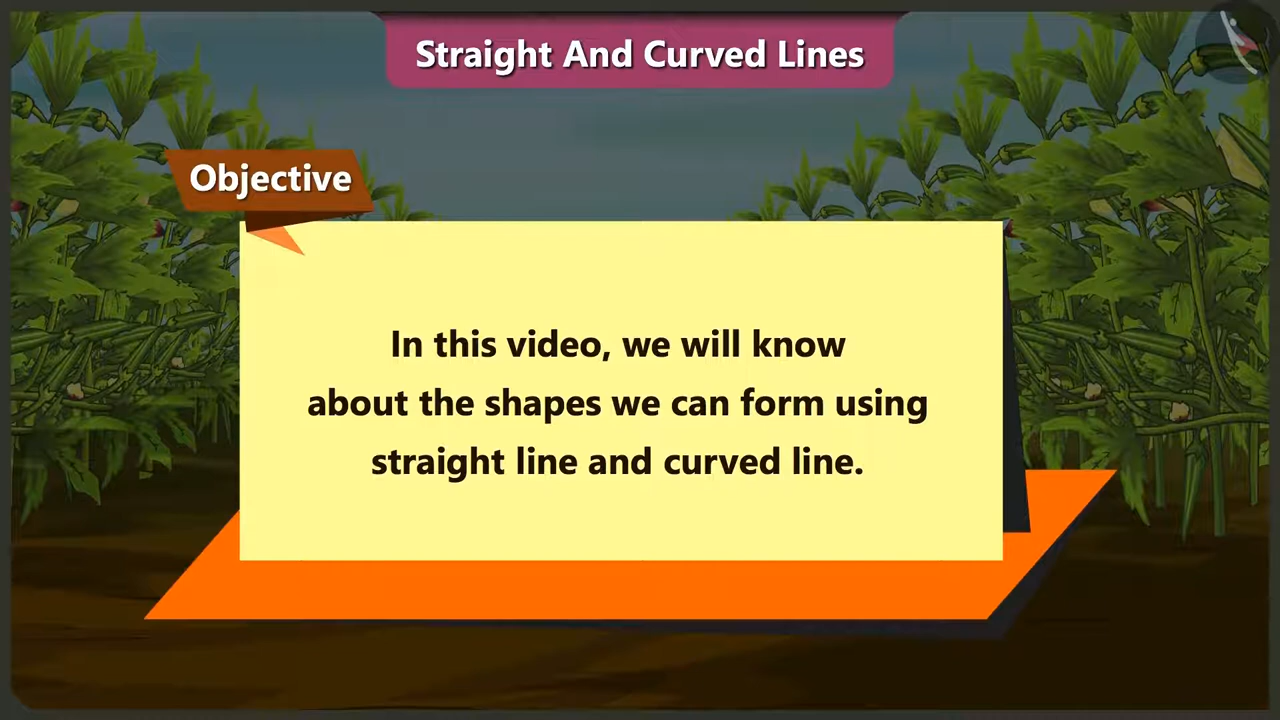 Straight And Curved Lines
Objective
In this video, we will know
about the shapes we can form using
straight line and curved line.